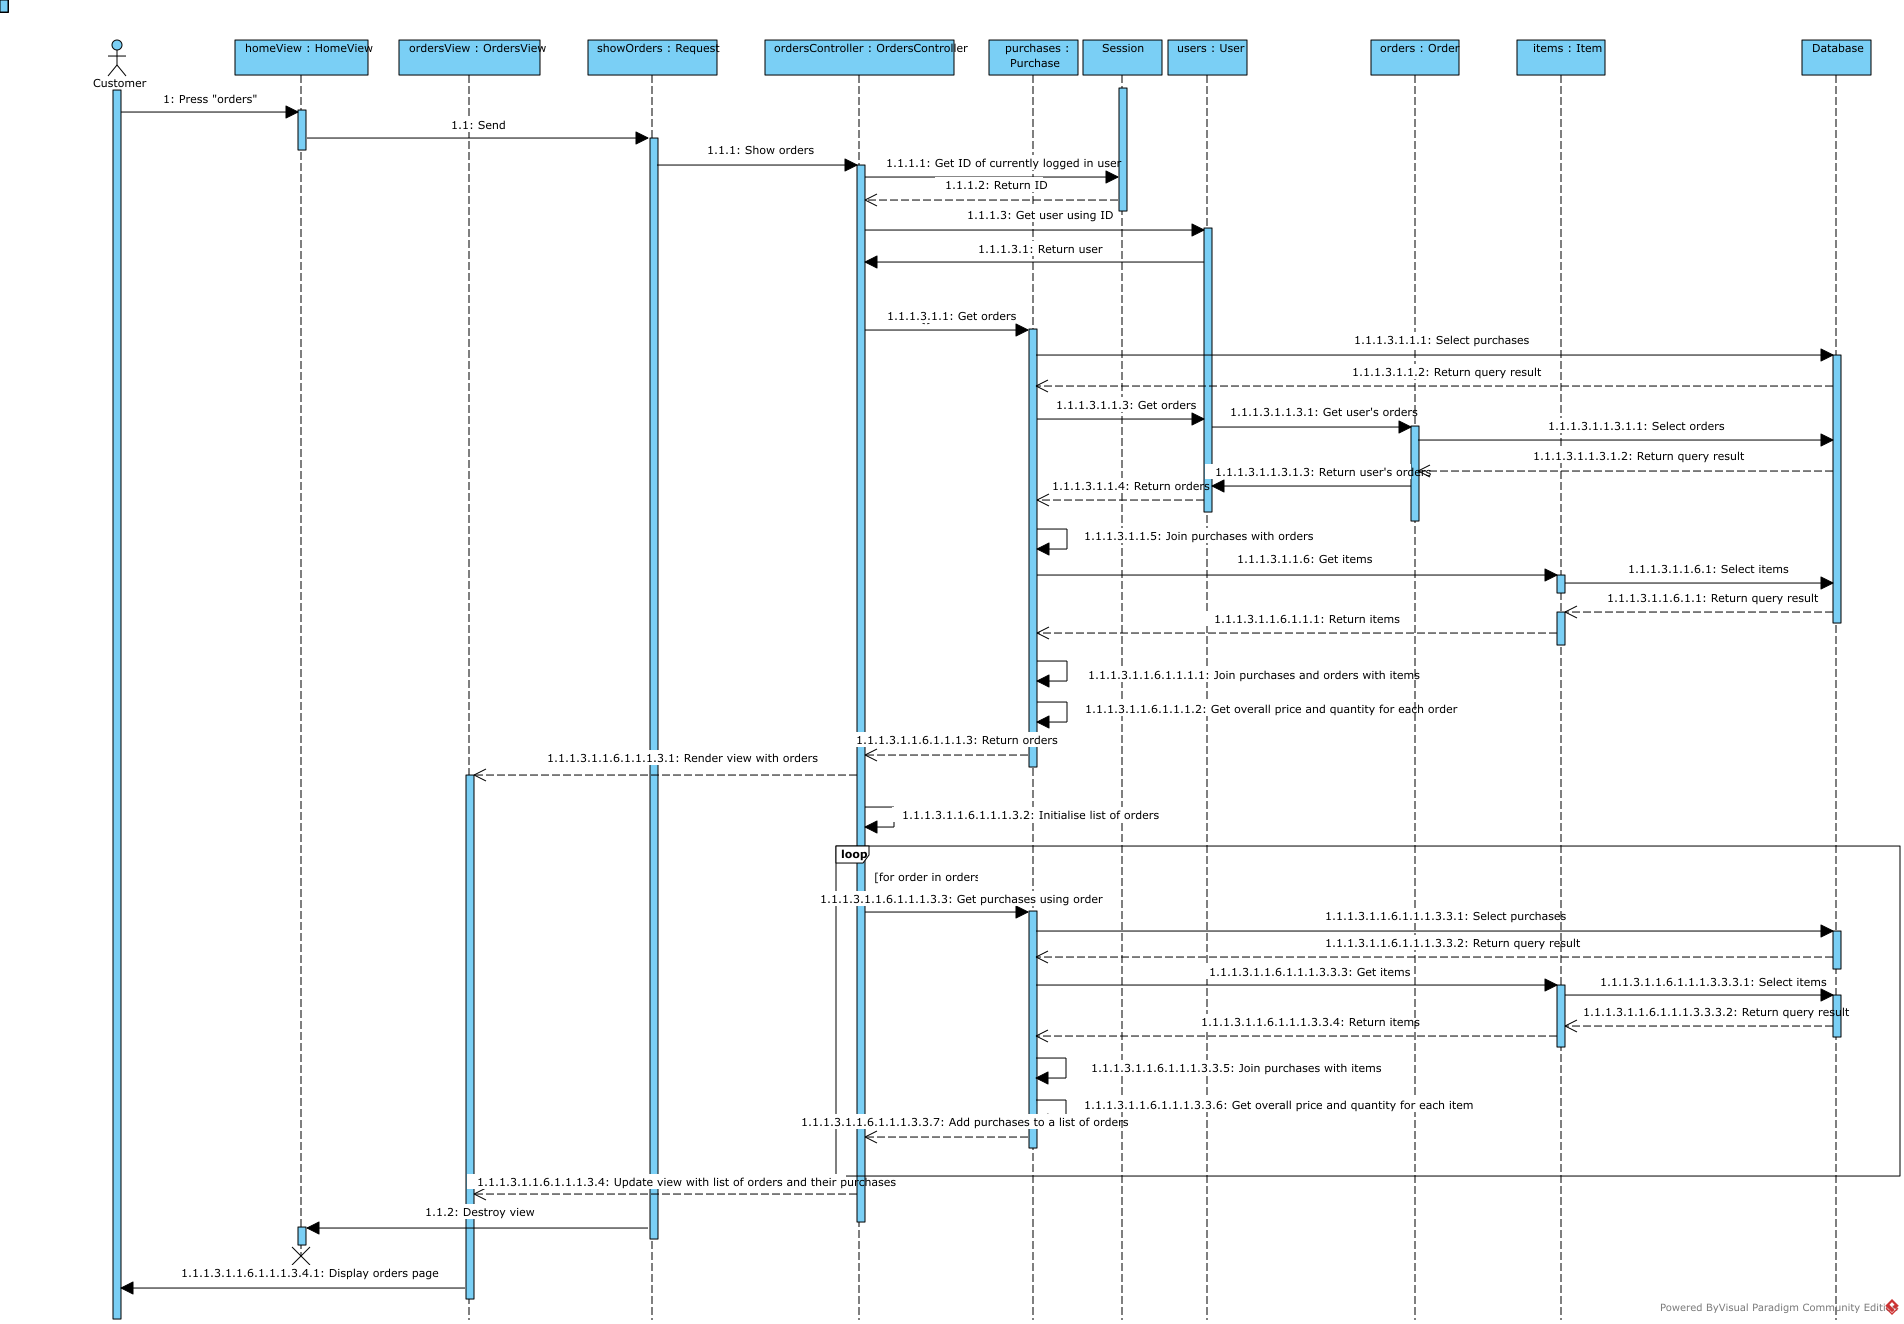 homeView : HomeView
ordersView : OrdersView
showOrders : Request
ordersController : OrdersController
purchases :
Purchase
Session
users : User
orders : Order
items : Item
Database
Customer
1: Press "orders"
1.1: Send
1.1.1: Show orders
1.1.1.1: Get ID of currently logged in user
1.1.1.2: Return ID
1.1.1.3: Get user using ID
1.1.1.3.1: Return user
1.1.1.3.1.1: Get orders
1.1.1.3.1.1.1: Select purchases
1.1.1.3.1.1.2: Return query result
1.1.1.3.1.1.3: Get orders
1.1.1.3.1.1.3.1: Get user's orders
1.1.1.3.1.1.3.1.1: Select orders
1.1.1.3.1.1.3.1.2: Return query result
1.1.1.3.1.1.3.1.3: Return user's orders
1.1.1.3.1.1.4: Return orders
1.1.1.3.1.1.5: Join purchases with orders
1.1.1.3.1.1.6: Get items
1.1.1.3.1.1.6.1: Select items
1.1.1.3.1.1.6.1.1: Return query result
1.1.1.3.1.1.6.1.1.1: Return items
1.1.1.3.1.1.6.1.1.1.1: Join purchases and orders with items
1.1.1.3.1.1.6.1.1.1.2: Get overall price and quantity for each order
1.1.1.3.1.1.6.1.1.1.3: Return orders
1.1.1.3.1.1.6.1.1.1.3.1: Render view with orders
1.1.1.3.1.1.6.1.1.1.3.2: Initialise list of orders
loop
[for order in orders
1.1.1.3.1.1.6.1.1.1.3.3: Get purchases using order
1.1.1.3.1.1.6.1.1.1.3.3.1: Select purchases
1.1.1.3.1.1.6.1.1.1.3.3.2: Return query result
1.1.1.3.1.1.6.1.1.1.3.3.3: Get items
1.1.1.3.1.1.6.1.1.1.3.3.3.1: Select items
1.1.1.3.1.1.6.1.1.1.3.3.3.2: Return query result
1.1.1.3.1.1.6.1.1.1.3.3.4: Return items
1.1.1.3.1.1.6.1.1.1.3.3.5: Join purchases with items
1.1.1.3.1.1.6.1.1.1.3.3.6: Get overall price and quantity for each item
1.1.1.3.1.1.6.1.1.1.3.3.7: Add purchases to a list of orders
1.1.1.3.1.1.6.1.1.1.3.4: Update view with list of orders and their purchases
1.1.2: Destroy view
1.1.1.3.1.1.6.1.1.1.3.4.1: Display orders page
Powered ByVisual Paradigm Community Editi